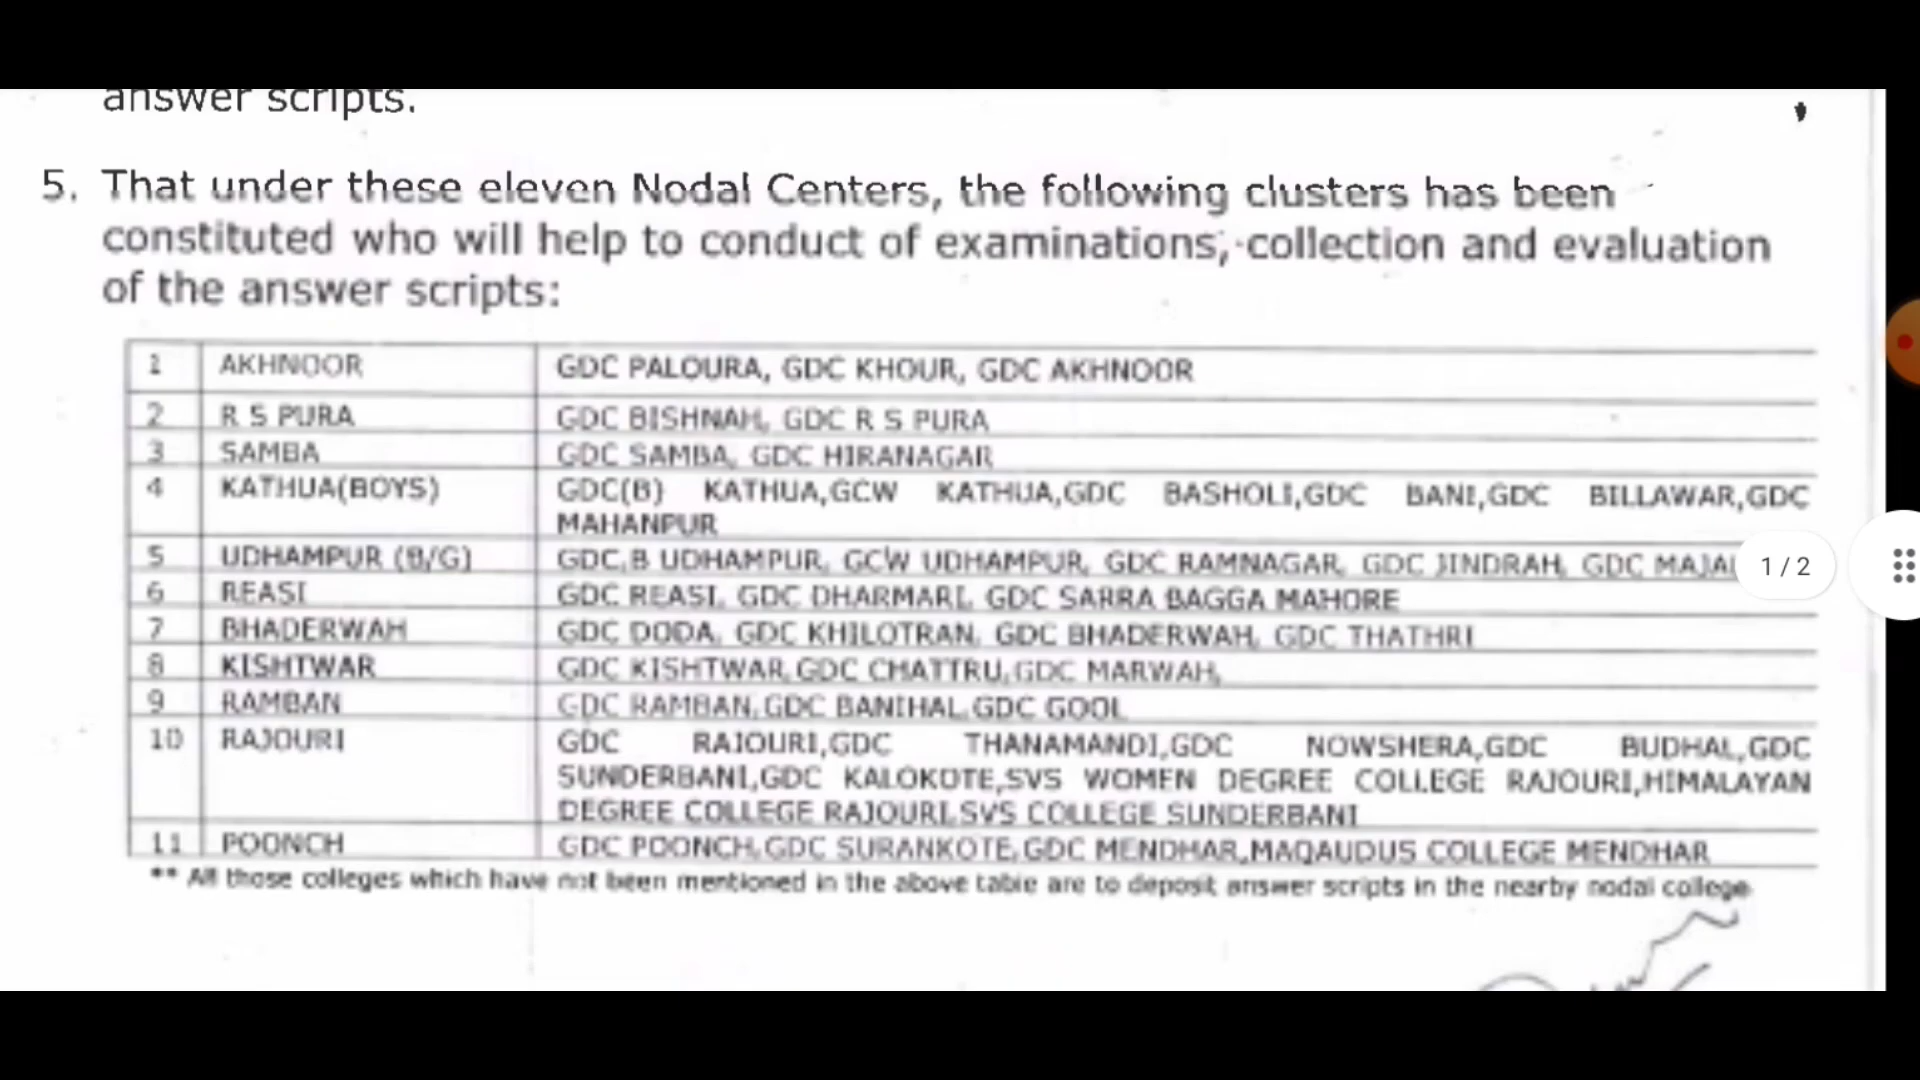 answer scripts.
5. That under these eleven Nodal Centers, the following clusters has been
constituted who will help to conduct of examinations, collection and evaluation
of the answer scripts:
1 AKHNOOR GDC PALOURA, GDC KHOUR, GDC AKHNOOR
2 R S PURA GDC BISHNAH, GDC R S PURA
3 SAMBA GDC SAMBA, GDC HIRANAGAR
4 KATHUA(BOYS) GDC(B) KATHUA,GCW KATHUA,GDC BASHOLI,GDC BANI,GDC BILLAWAR,GDC
MAHANPUR
5 UDHAMPUR (B/G) GDC,B UDHAMPUR, GCW UDHAMPUR, GDC RAMNAGAR, GDC JINDRAH, GDC MAJAL
1 / 2
6 REASI GDC REASI, GDC DHARMARI, GDC SARRA BAGGA MAHORE
7 BHADERWAH GDC DODA, GDC KHILOTRAN, GDC BHADERWAH, GDC THATHRI
8 KISHTWAR GDC KISHTWAR,GDC CHATTRU,GDC MARWAH,
9 RAMBAN GDC RAMBAN,GDC BANIHAL,GDC GOOL
10 RAJOURI GDC RAJOURI,GDC THANAMANDI,GDC NOWSHERA,GDC BUDHAL,GDC
SUNDERBANI,GDC KALOKOTE,SVS WOMEN DEGREE COLLEGE RAJOURI,HIMALAYAN
DEGREE COLLEGE RAJOURI,SVS COLLEGE SUNDERBANI
11 POONCH GDC POONCH,GDC SURANKOTE,GDC MENDHAR,MAQAUDUS COLLEGE MENDHAR
** All those colleges which have not been mentioned in the above table are to deposit answer scripts in the nearby nodal college